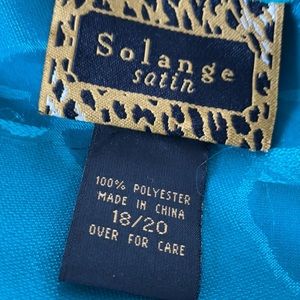 Solange
satin
100% POLYESTER
MADE IN CHINA
18/20
OVER FOR CARE